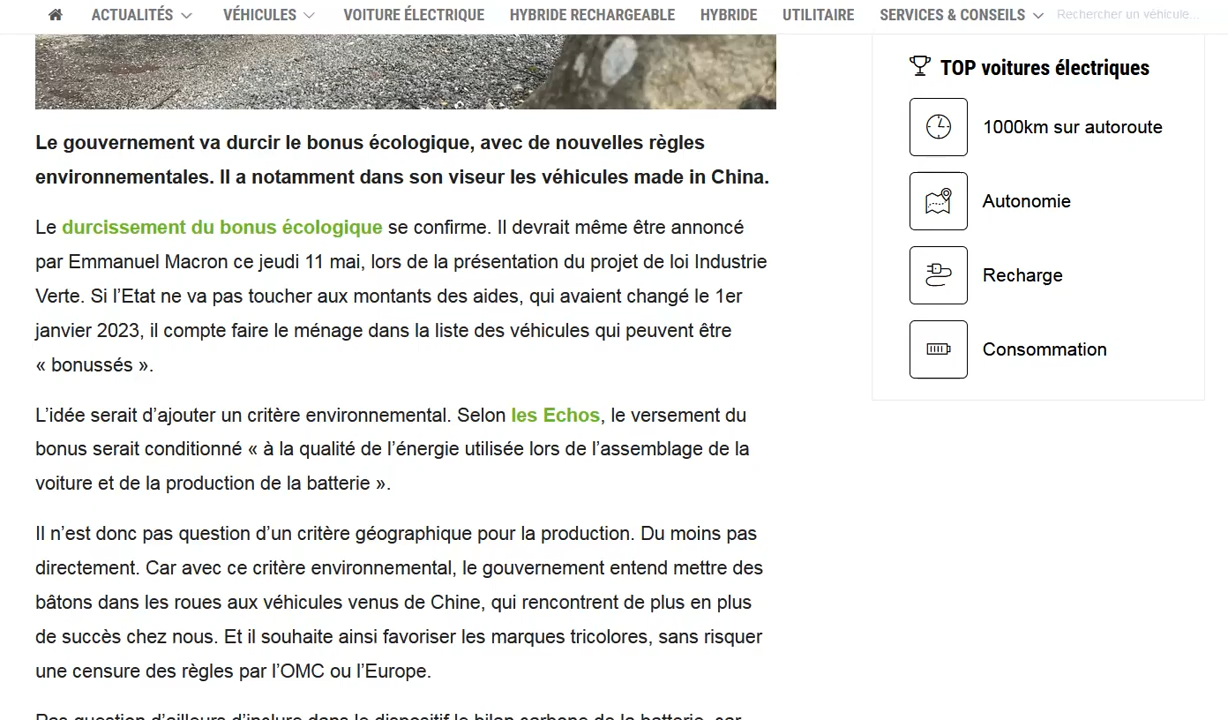 ACTUALITÉS VÉHICULES VOITURE ÉLECTRIQUE HYBRIDE RECHARGEABLE HYBRIDE UTILITAIRE SERVICES & CONSEILS Rechercher un véhicule...
Le gouvernement va durcir le bonus écologique, avec de nouvelles règles
environnementales. Il a notamment dans son viseur les véhicules made in China.
Le durcissement du bonus écologique se confirme. Il devrait même être annoncé
par Emmanuel Macron ce jeudi 11 mai, lors de la présentation du projet de loi Industrie
Verte. Si l’Etat ne va pas toucher aux montants des aides, qui avaient changé le 1er
janvier 2023, il compte faire le ménage dans la liste des véhicules qui peuvent être
« bonussés ».
L’idée serait d’ajouter un critère environnemental. Selon les Echos, le versement du
bonus serait conditionné « à la qualité de l’énergie utilisée lors de l’assemblage de la
voiture et de la production de la batterie ».
Il n’est donc pas question d’un critère géographique pour la production. Du moins pas
directement. Car avec ce critère environnemental, le gouvernement entend mettre des
bâtons dans les roues aux véhicules venus de Chine, qui rencontrent de plus en plus
de succès chez nous. Et il souhaite ainsi favoriser les marques tricolores, sans risquer
une censure des règles par l’OMC ou l’Europe.
Pas question d’ailleurs d’inclure dans le dispositif le bilan carbone de la batterie, car
TOP voitures électriques
1000km sur autoroute
Autonomie
Recharge
Consommation